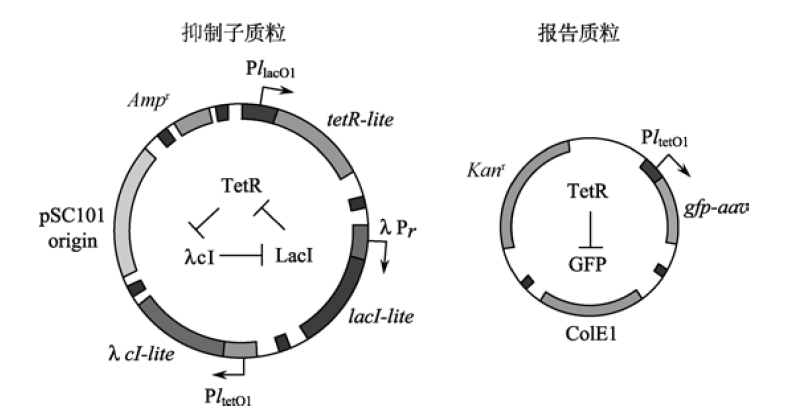 抑制子质粒
报告质粒
PllacO1
Ampr
tetR-lite
TetR
λcI
LacI
pSC101
origin
λ Pr
lacI-lite
λ cI-lite
PltetO1
PltetO1
Kanr
TetR
gfp-aav
GFP
ColE1